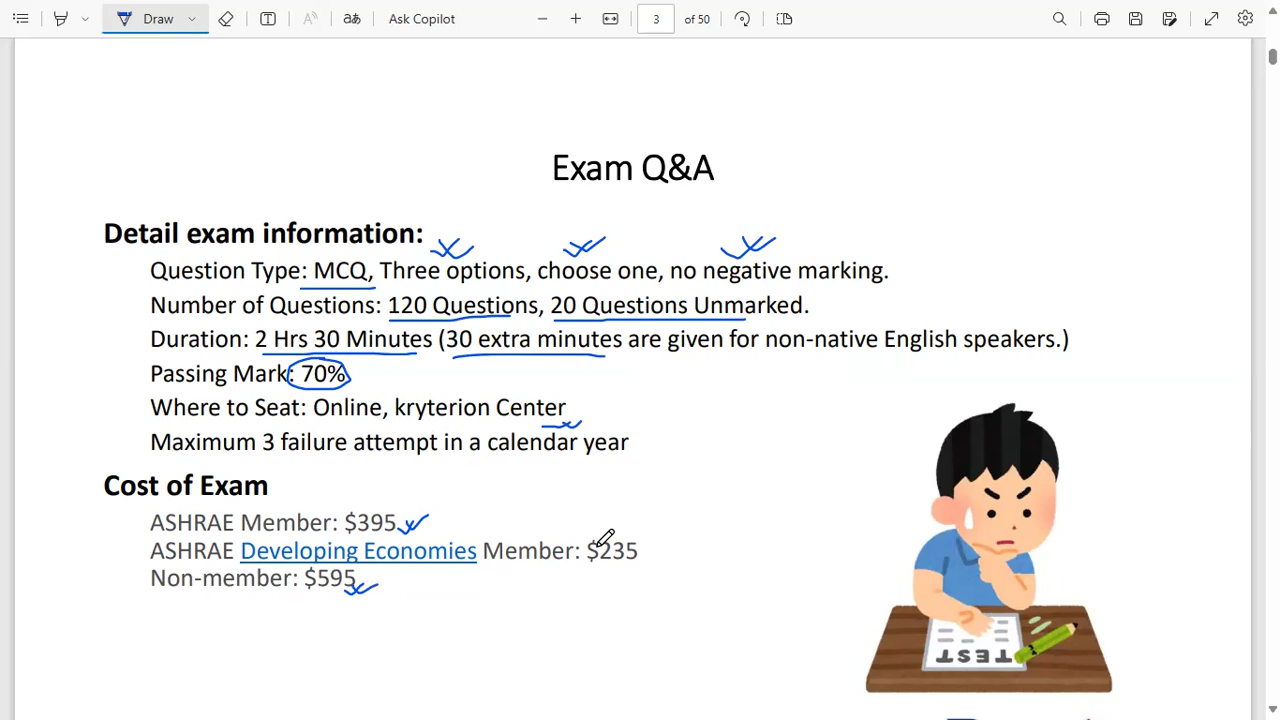 Draw
Ask Copilot
3 of 50
Exam Q&A
Detail exam information:
Question Type: MCQ, Three options, choose one, no negative marking.
Number of Questions: 120 Questions, 20 Questions Unmarked.
Duration: 2 Hrs 30 Minutes (30 extra minutes are given for non-native English speakers.)
Passing Mark: 70%
Where to Seat: Online, kryterion Center
Maximum 3 failure attempt in a calendar year
Cost of Exam
ASHRAE Member: $395
ASHRAE Developing Economies Member: $235
Non-member: $595
TEST